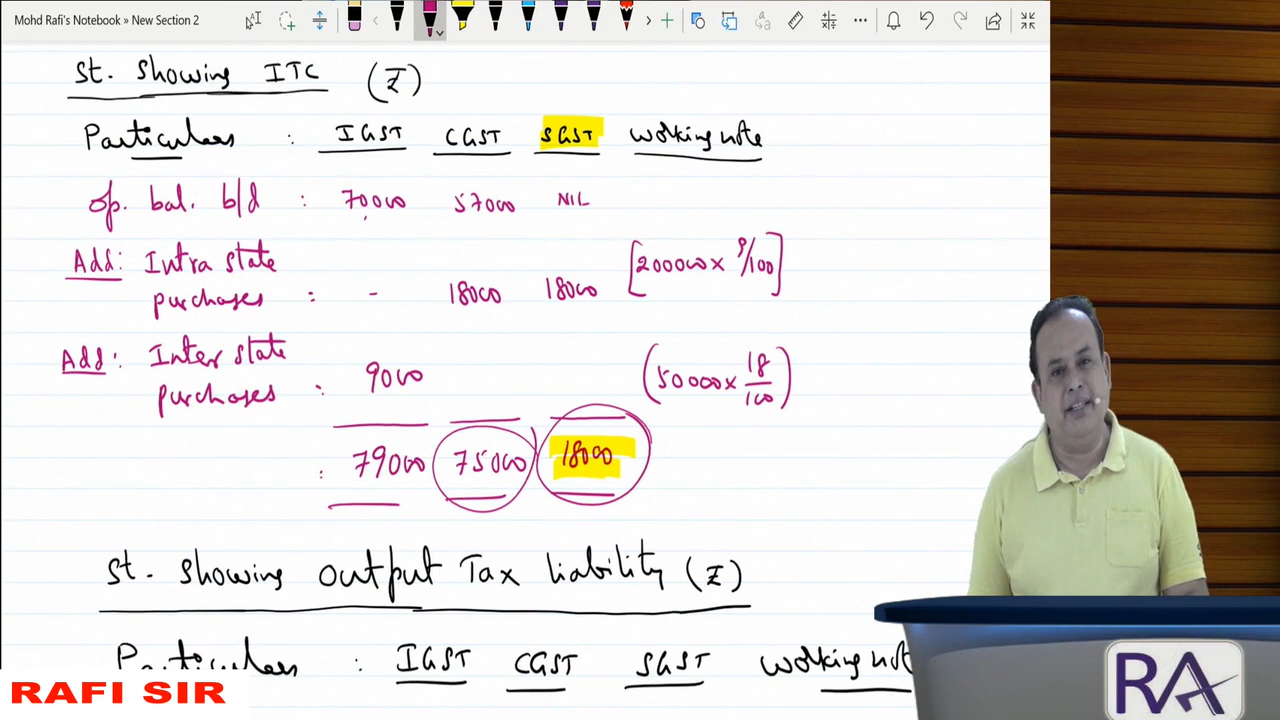 Mohd Rafi's Notebook » New Section 2
St. Showing ITC (₹)
Particulars : IGST CGST SGST working note
op. bal. b/d : 70000 57000 NIL
Add: Intra state
purchases : - 18000 18000 [200000 x 9/100]
Add: Inter state
purchases : 9000 (50000 x 18/100)
: 79000 75000 18000
St. showing output Tax liability (₹)
Particulars : IGST CGST SGST working not
RAFI SIR
RA